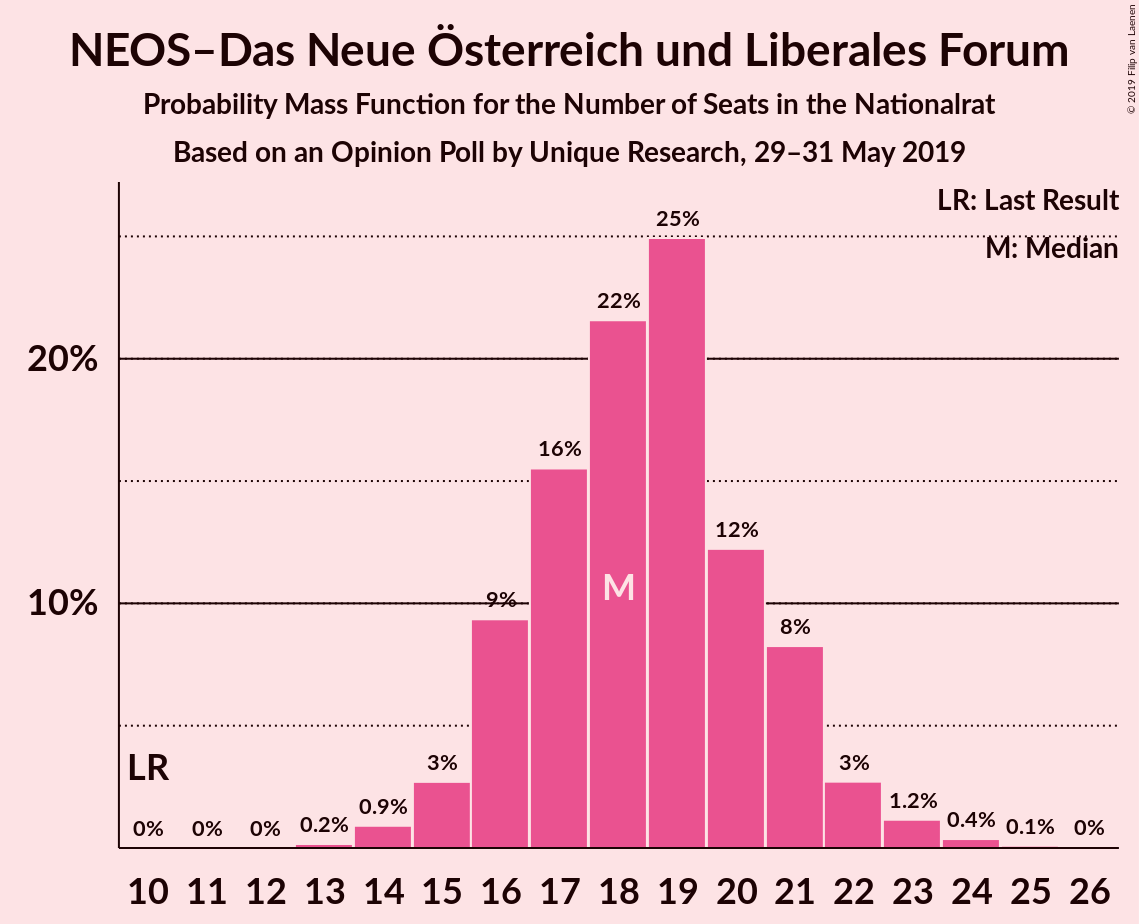 NEOS–Das Neue Österreich und Liberales Forum
Probability Mass Function for the Number of Seats in the Nationalrat
Based on an Opinion Poll by Unique Research, 29–31 May 2019
© 2019 Filip van Laenen
LR: Last Result
M: Median
25%
22%
20%
16%
12%
M
10%
9%
8%
LR
3%
3%
0% 0% 0% 0.2% 0.9% 1.2% 0.4% 0.1% 0%
10 11 12 13 14 15 16 17 18 19 20 21 22 23 24 25 26